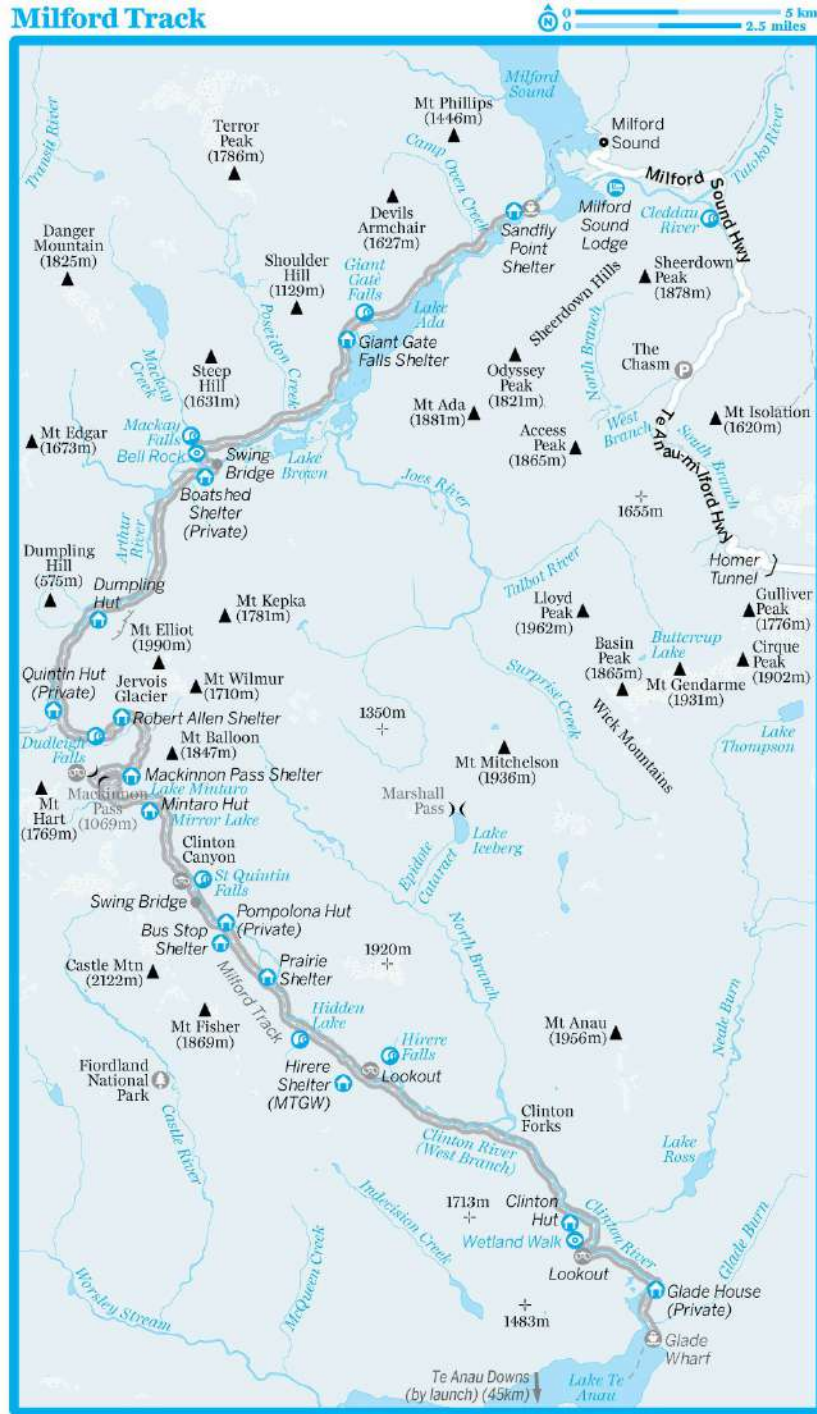 Milford Track
N
0
5 km
0
2.5 miles
Milford
Sound
Mt Phillips
(1446m)
Milford
Sound
Transit River
Terror
Peak
(1786m)
Camp Oven Creek
Tutoko River
Milford Sound Hwy
Devils
Armchair
(1627m)
Sandfly
Point
Shelter
Milford
Sound
Lodge
Cleddau
River
Danger
Mountain
(1825m)
Shoulder
Hill
(1129m)
Giant
Gate
Falls
Lake
Ada
Sheerdown Hills
Sheerdown
Peak
(1878m)
Poseidon Creek
Giant Gate
Falls Shelter
North Branch
The
Chasm
P
Mackay
Creek
Steep
Hill
(1631m)
Odyssey
Peak
(1821m)
Mt Ada
(1881m)
West
Branch
Mt Isolation
(1620m)
Mt Edgar
(1673m)
Mackay
Falls
Bell Rock
Swing
Bridge
Lake
Brown
Access
Peak
(1865m)
South
Branch
Te Anau-Milford Hwy
Boatshed
Shelter
(Private)
Joes River
1655m
Arthur
River
Homer
Tunnel
Dumpling
Hill
(575m)
Dumpling
Hut
Talbot River
Mt Kepka
(1781m)
Lloyd
Peak
(1962m)
Gulliver
Peak
(1776m)
Mt Elliot
(1990m)
Basin
Peak
(1865m)
Buttercup
Lake
Cirque
Peak
(1902m)
Quintin Hut
(Private)
Jervois
Glacier
Mt Wilmur
(1710m)
Surprise Creek
Mt Gendarme
(1931m)
Robert Allen Shelter
1350m
Wick Mountains
Lake
Thompson
Dudleigh
Falls
Mt Balloon
(1847m)
Mt Mitchelson
(1936m)
Mackinnon Pass Shelter
Mackinnon
Pass
(1069m)
Lake Mintaro
Mt
Hart
(1769m)
Mintaro Hut
Mirror Lake
Marshall
Pass
Lake
Iceberg
Clinton
Canyon
Epidote
Cataract
St Quintin
Falls
Swing Bridge
Pompolona Hut
(Private)
Bus Stop
Shelter
North Branch
Castle Mtn
(2122m)
Prairie
Shelter
1920m
Milford Track
Mt Fisher
(1869m)
Hidden
Lake
Mt Anau
(1956m)
Neale Burn
Hirere
Falls
Fiordland
National
Park
Hirere
Shelter
(MTGW)
Lookout
Castle River
Clinton
Forks
Clinton River
(West Branch)
Lake
Ross
Indecision Creek
1713m
Clinton
Hut
Clinton River
Wetland Walk
Glade Burn
Lookout
McQueen Creek
Worsley Stream
Glade House
(Private)
1483m
Glade
Wharf
Te Anau Downs
(by launch) (45km)
Lake Te
Anau